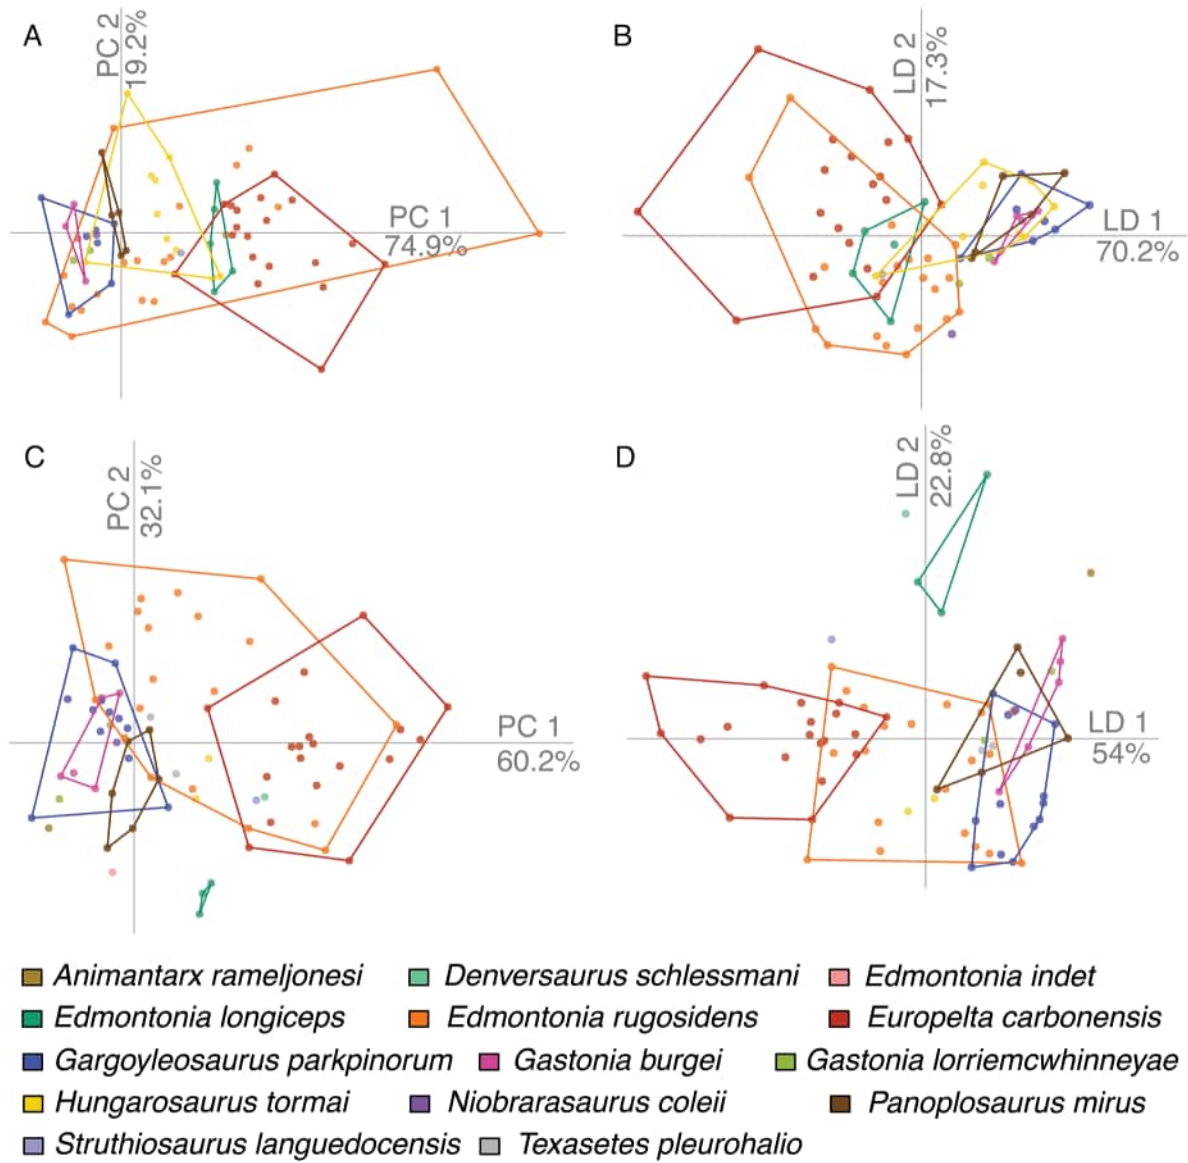 A
PC 2
19.2%
PC 1
74.9%
B
LD 2
17.3%
LD 1
70.2%
C
PC 2
32.1%
PC 1
60.2%
D
LD 2
22.8%
LD 1
54%
Animantarx rameljonesi Denversaurus schlessmani Edmontonia indet
Edmontonia longiceps Edmontonia rugosidens Europelta carbonensis
Gargoyleosaurus parkpinorum Gastonia burgei Gastonia lorriemcwhinneyae
Hungarosaurus tormai Niobrarasaurus coleii Panoplosaurus mirus
Struthiosaurus languedocensis Texasetes pleurohalio